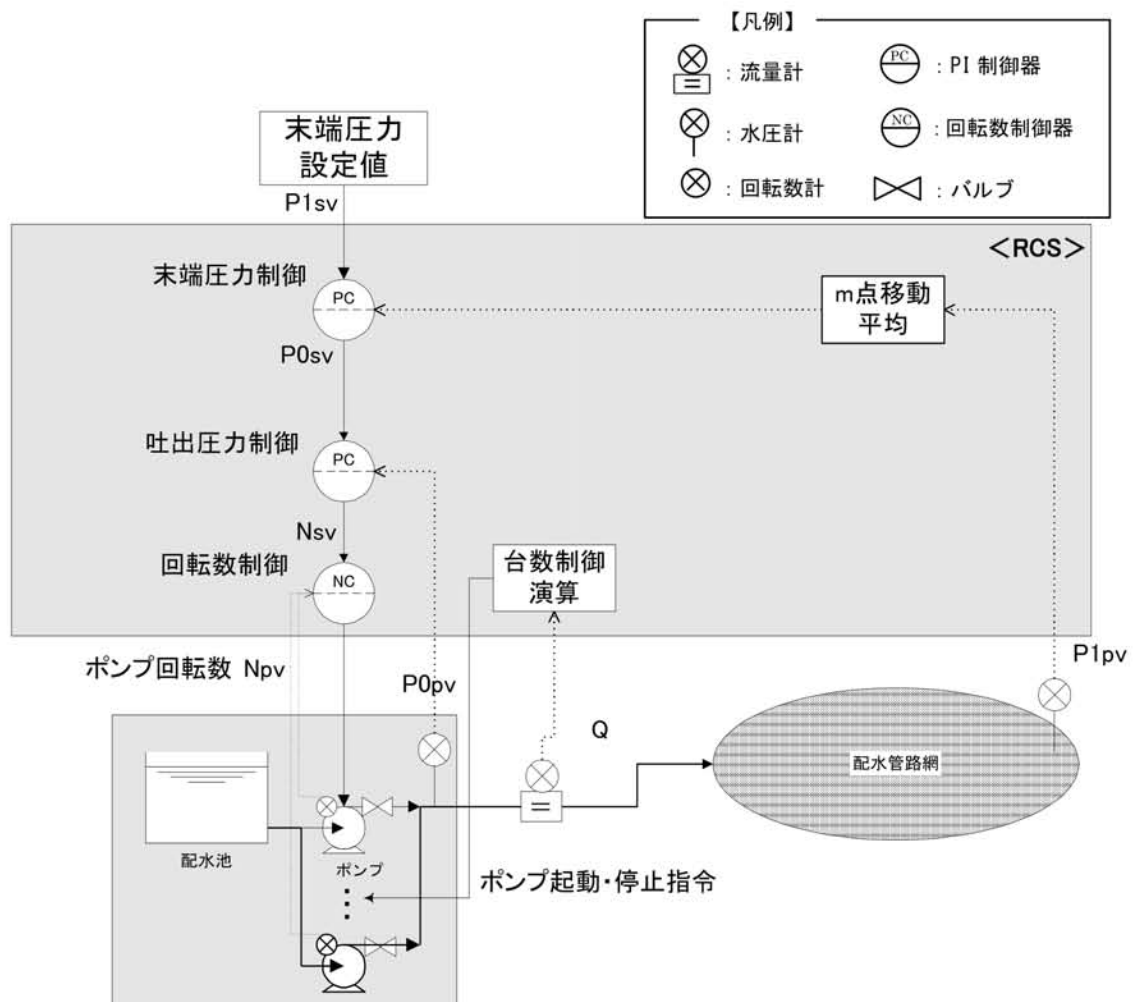 【凡例】
: 流量計
PC
: PI 制御器
: 水圧計
NC
: 回転数制御器
: 回転数計
: バルブ
末端圧力
設定値
P1sv
＜RCS＞
末端圧力制御
PC
m点移動
平均
P0sv
吐出圧力制御
PC
Nsv
回転数制御
NC
台数制御
演算
ポンプ回転数 Npv
P0pv
P1pv
Q
配水管路網
配水池
ポンプ
ポンプ起動・停止指令